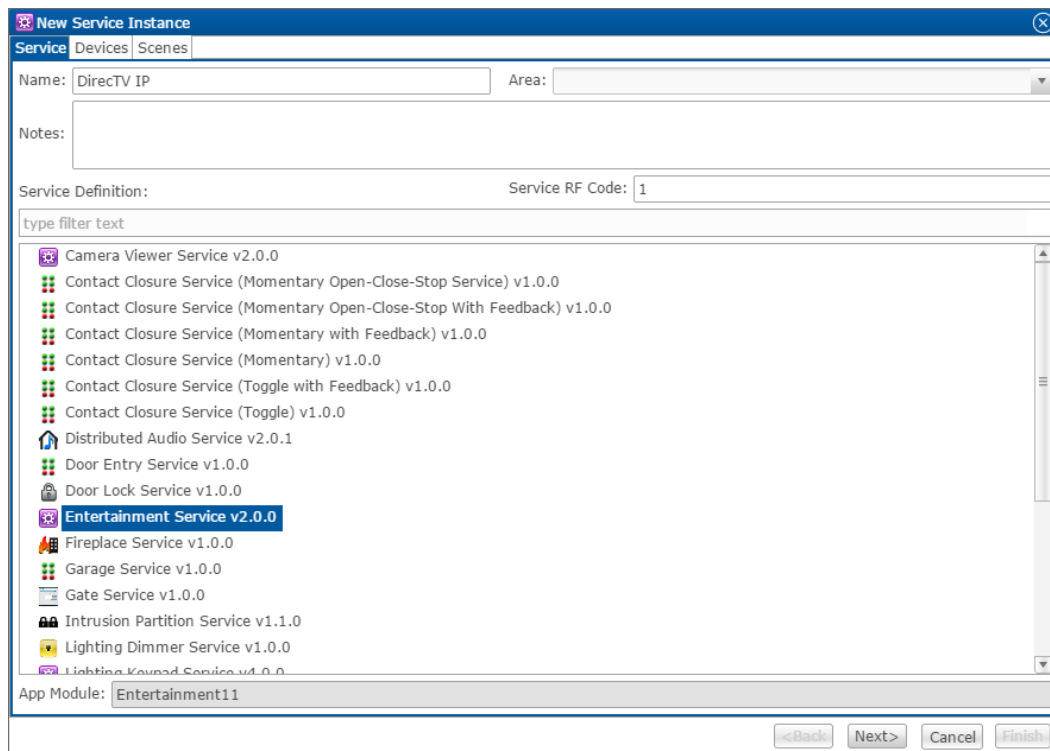 New Service Instance
Service Devices Scenes
Name: DirecTV IP Area:
Notes:
Service Definition: Service RF Code: 1
type filter text
Camera Viewer Service v2.0.0
Contact Closure Service (Momentary Open-Close-Stop Service) v1.0.0
Contact Closure Service (Momentary Open-Close-Stop With Feedback) v1.0.0
Contact Closure Service (Momentary with Feedback) v1.0.0
Contact Closure Service (Momentary) v1.0.0
Contact Closure Service (Toggle with Feedback) v1.0.0
Contact Closure Service (Toggle) v1.0.0
Distributed Audio Service v2.0.1
Door Entry Service v1.0.0
Door Lock Service v1.0.0
Entertainment Service v2.0.0
Fireplace Service v1.0.0
Garage Service v1.0.0
Gate Service v1.0.0
Intrusion Partition Service v1.1.0
Lighting Dimmer Service v1.0.0
Lighting Keypad Service v4.0.0
App Module: Entertainment11
<Back Next> Cancel Finish